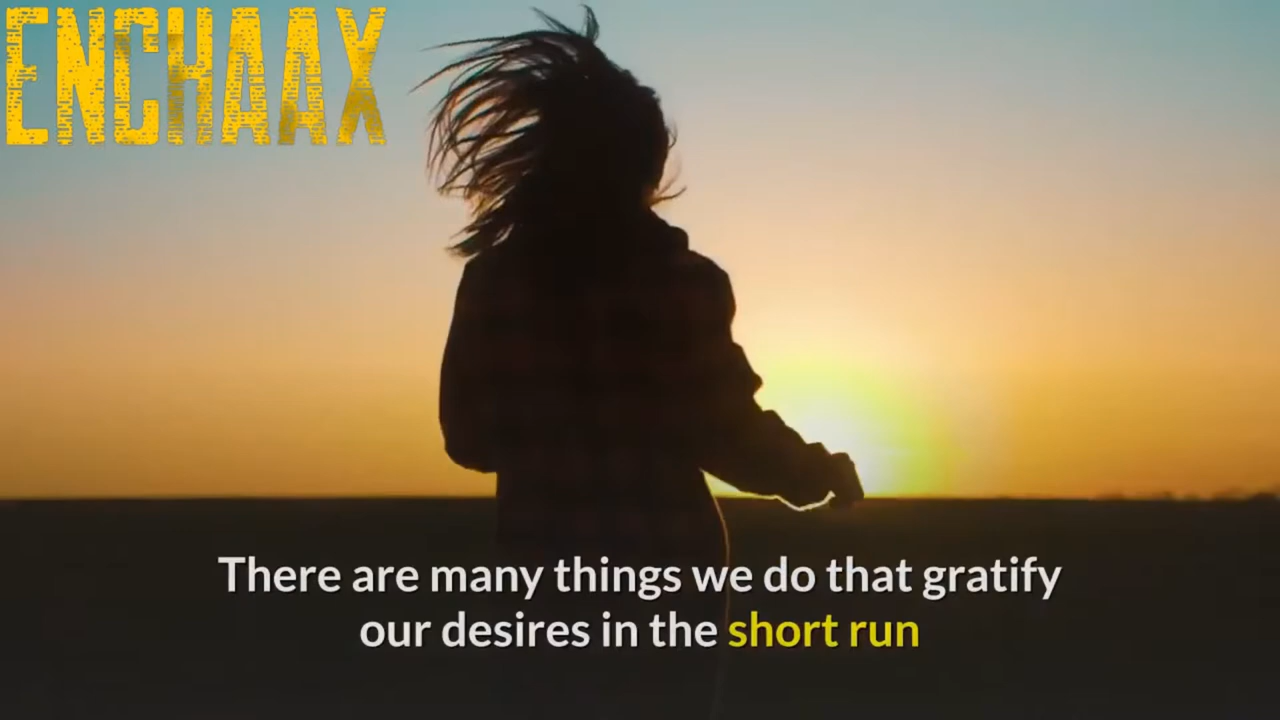 ENCHAAX
There are many things we do that gratify
our desires in the short run